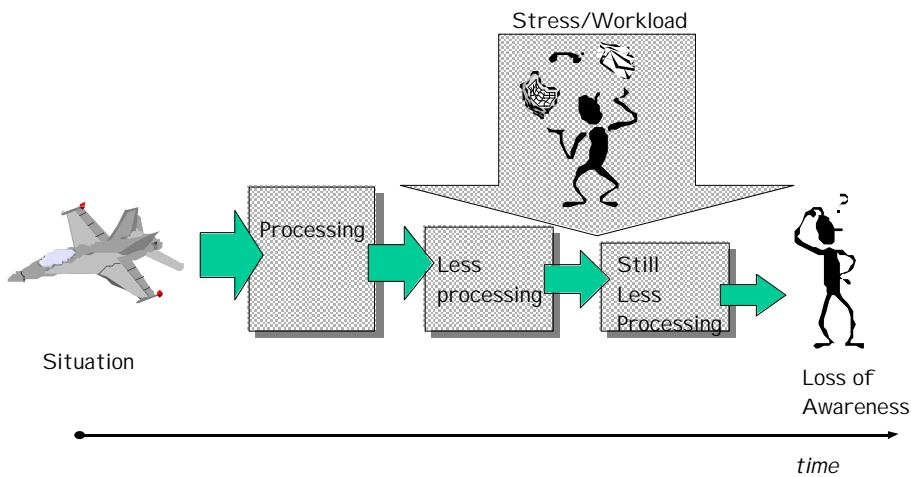 Stress/Workload
Processing
Less
processing
Still
Less
Processing
Situation
Loss of
Awareness
time